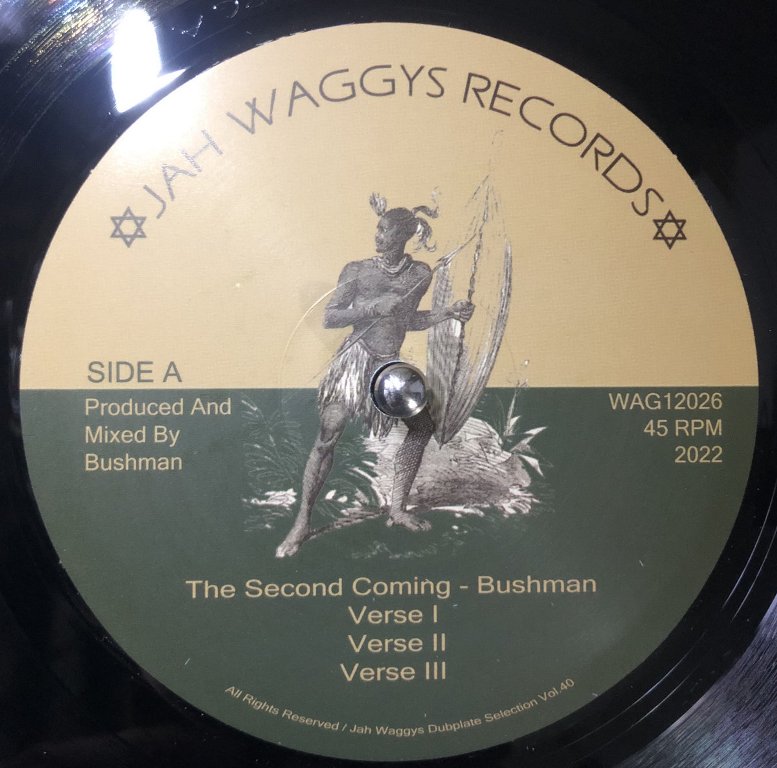 JAH WAGGYS RECORDS
SIDE A
Produced And
Mixed By
Bushman
WAG12026
45 RPM
2022
The Second Coming - Bushman
Verse I
Verse II
Verse III
All Rights Reserved / Jah Waggys Dubplate Selection Vol.40